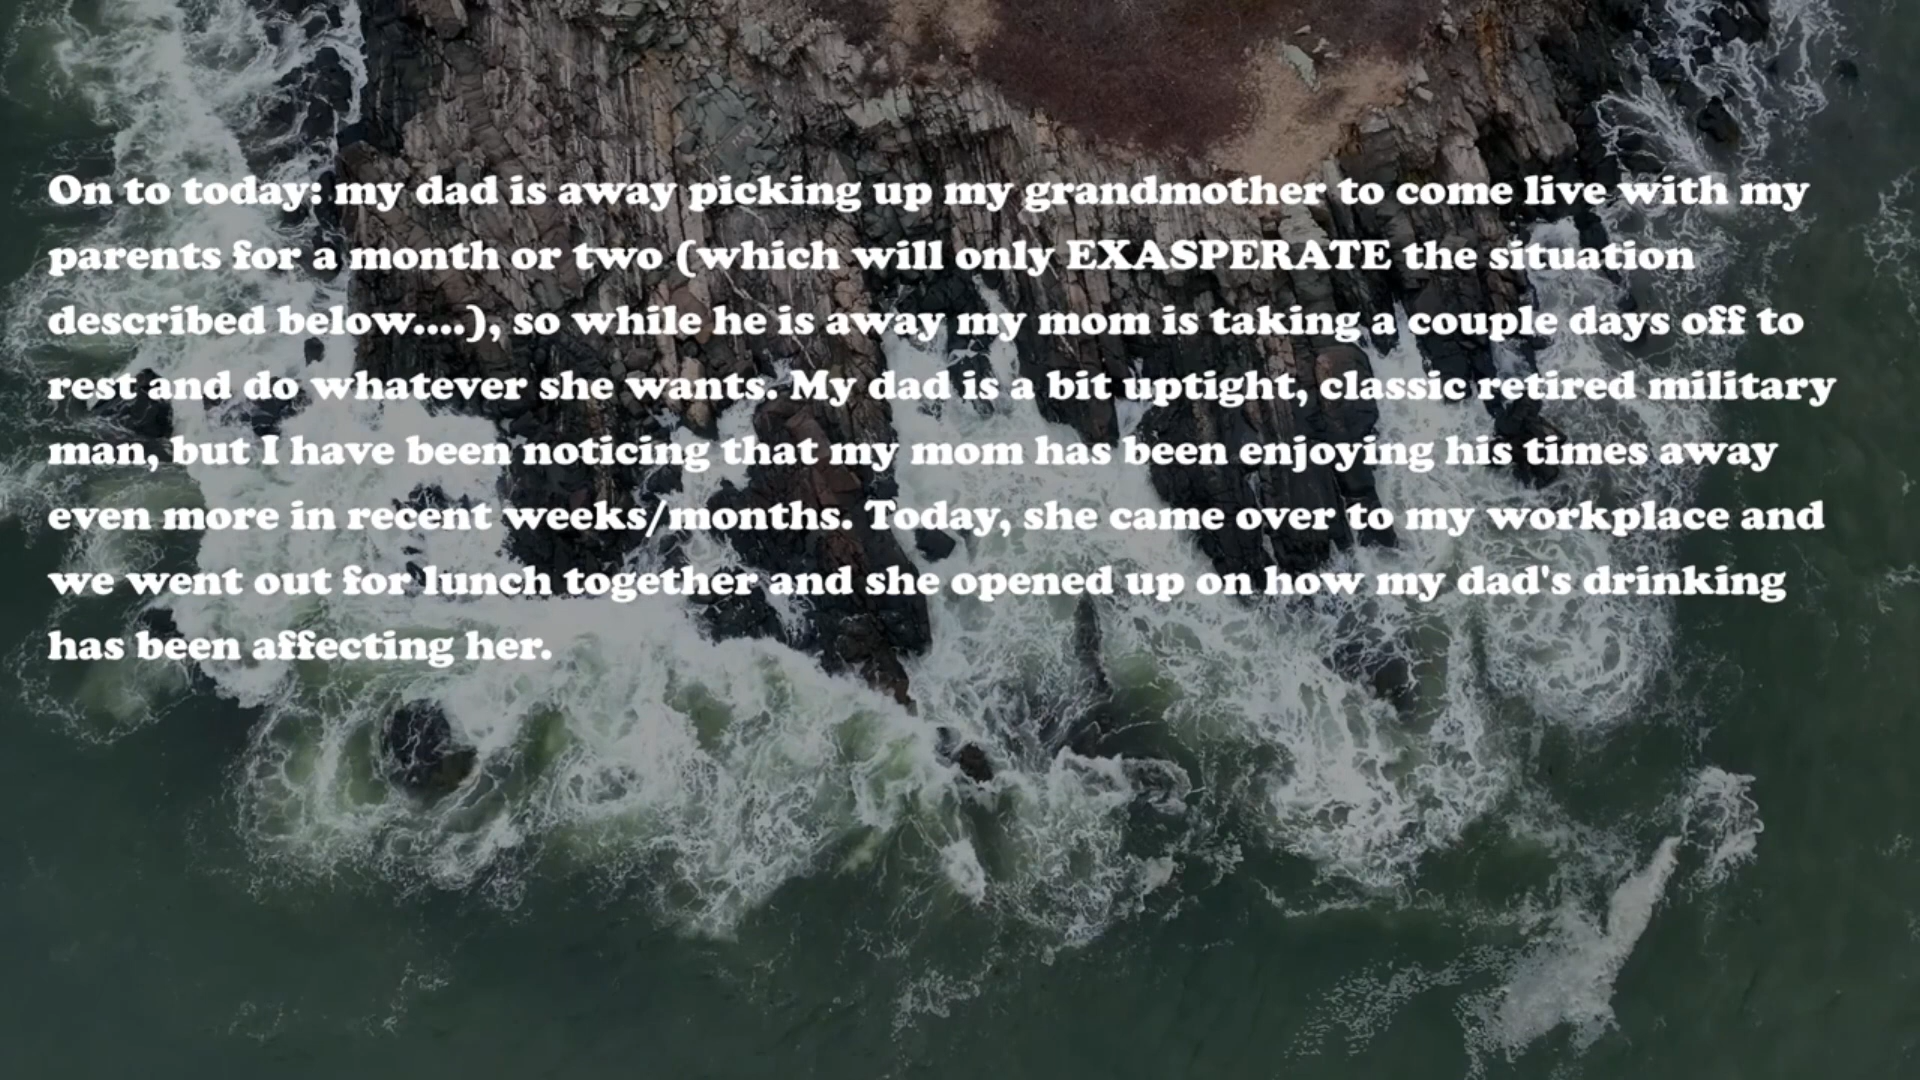 On to today: my dad is away picking up my grandmother to come live with my
parents for a month or two (which will only EXASPERATE the situation
described below....), so while he is away my mom is taking a couple days off to
rest and do whatever she wants. My dad is a bit uptight, classic retired military
man, but I have been noticing that my mom has been enjoying his times away
even more in recent weeks/months. Today, she came over to my workplace and
we went out for lunch together and she opened up on how my dad's drinking
has been affecting her.